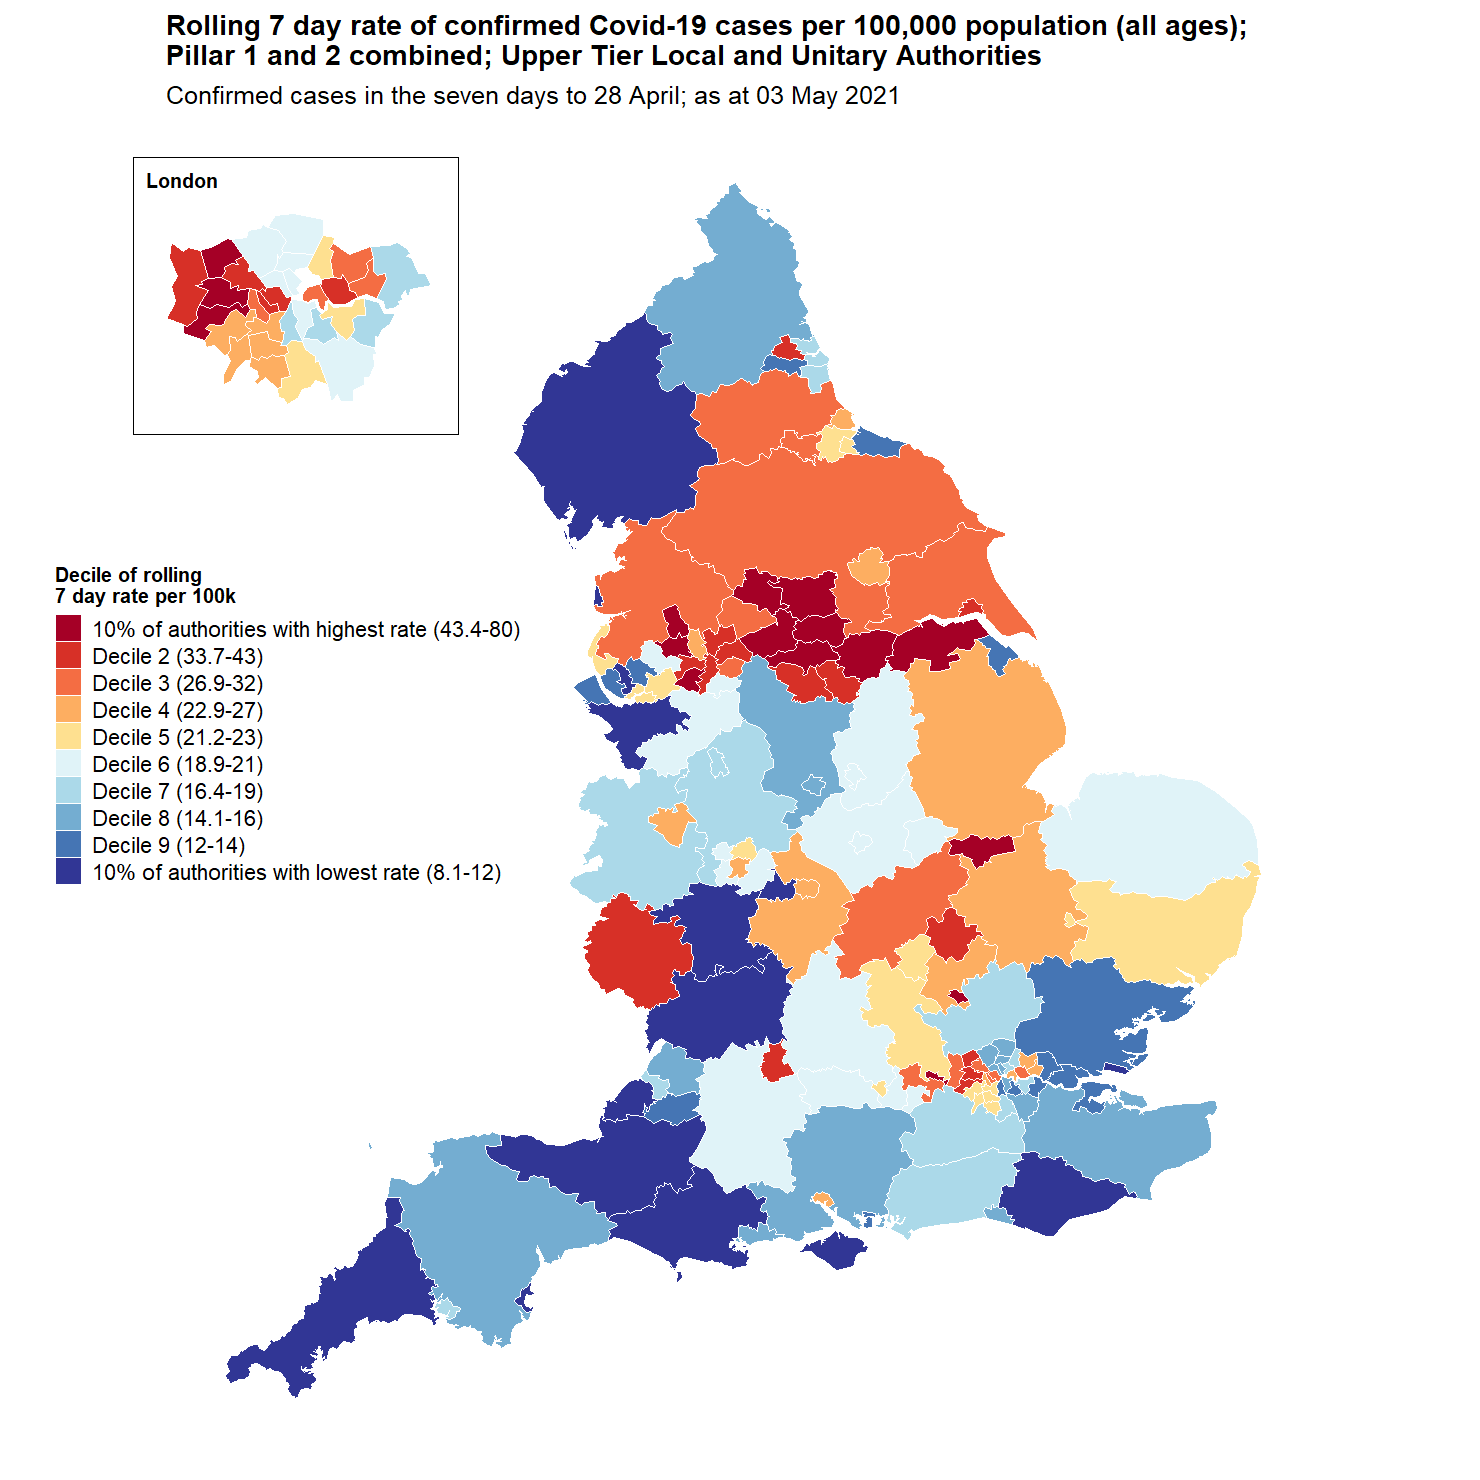 Rolling 7 day rate of confirmed Covid-19 cases per 100,000 population (all ages);
Pillar 1 and 2 combined; Upper Tier Local and Unitary Authorities
Confirmed cases in the seven days to 28 April; as at 03 May 2021
London
Decile of rolling
7 day rate per 100k
10% of authorities with highest rate (43.4-80)
Decile 2 (33.7-43)
Decile 3 (26.9-32)
Decile 4 (22.9-27)
Decile 5 (21.2-23)
Decile 6 (18.9-21)
Decile 7 (16.4-19)
Decile 8 (14.1-16)
Decile 9 (12-14)
10% of authorities with lowest rate (8.1-12)